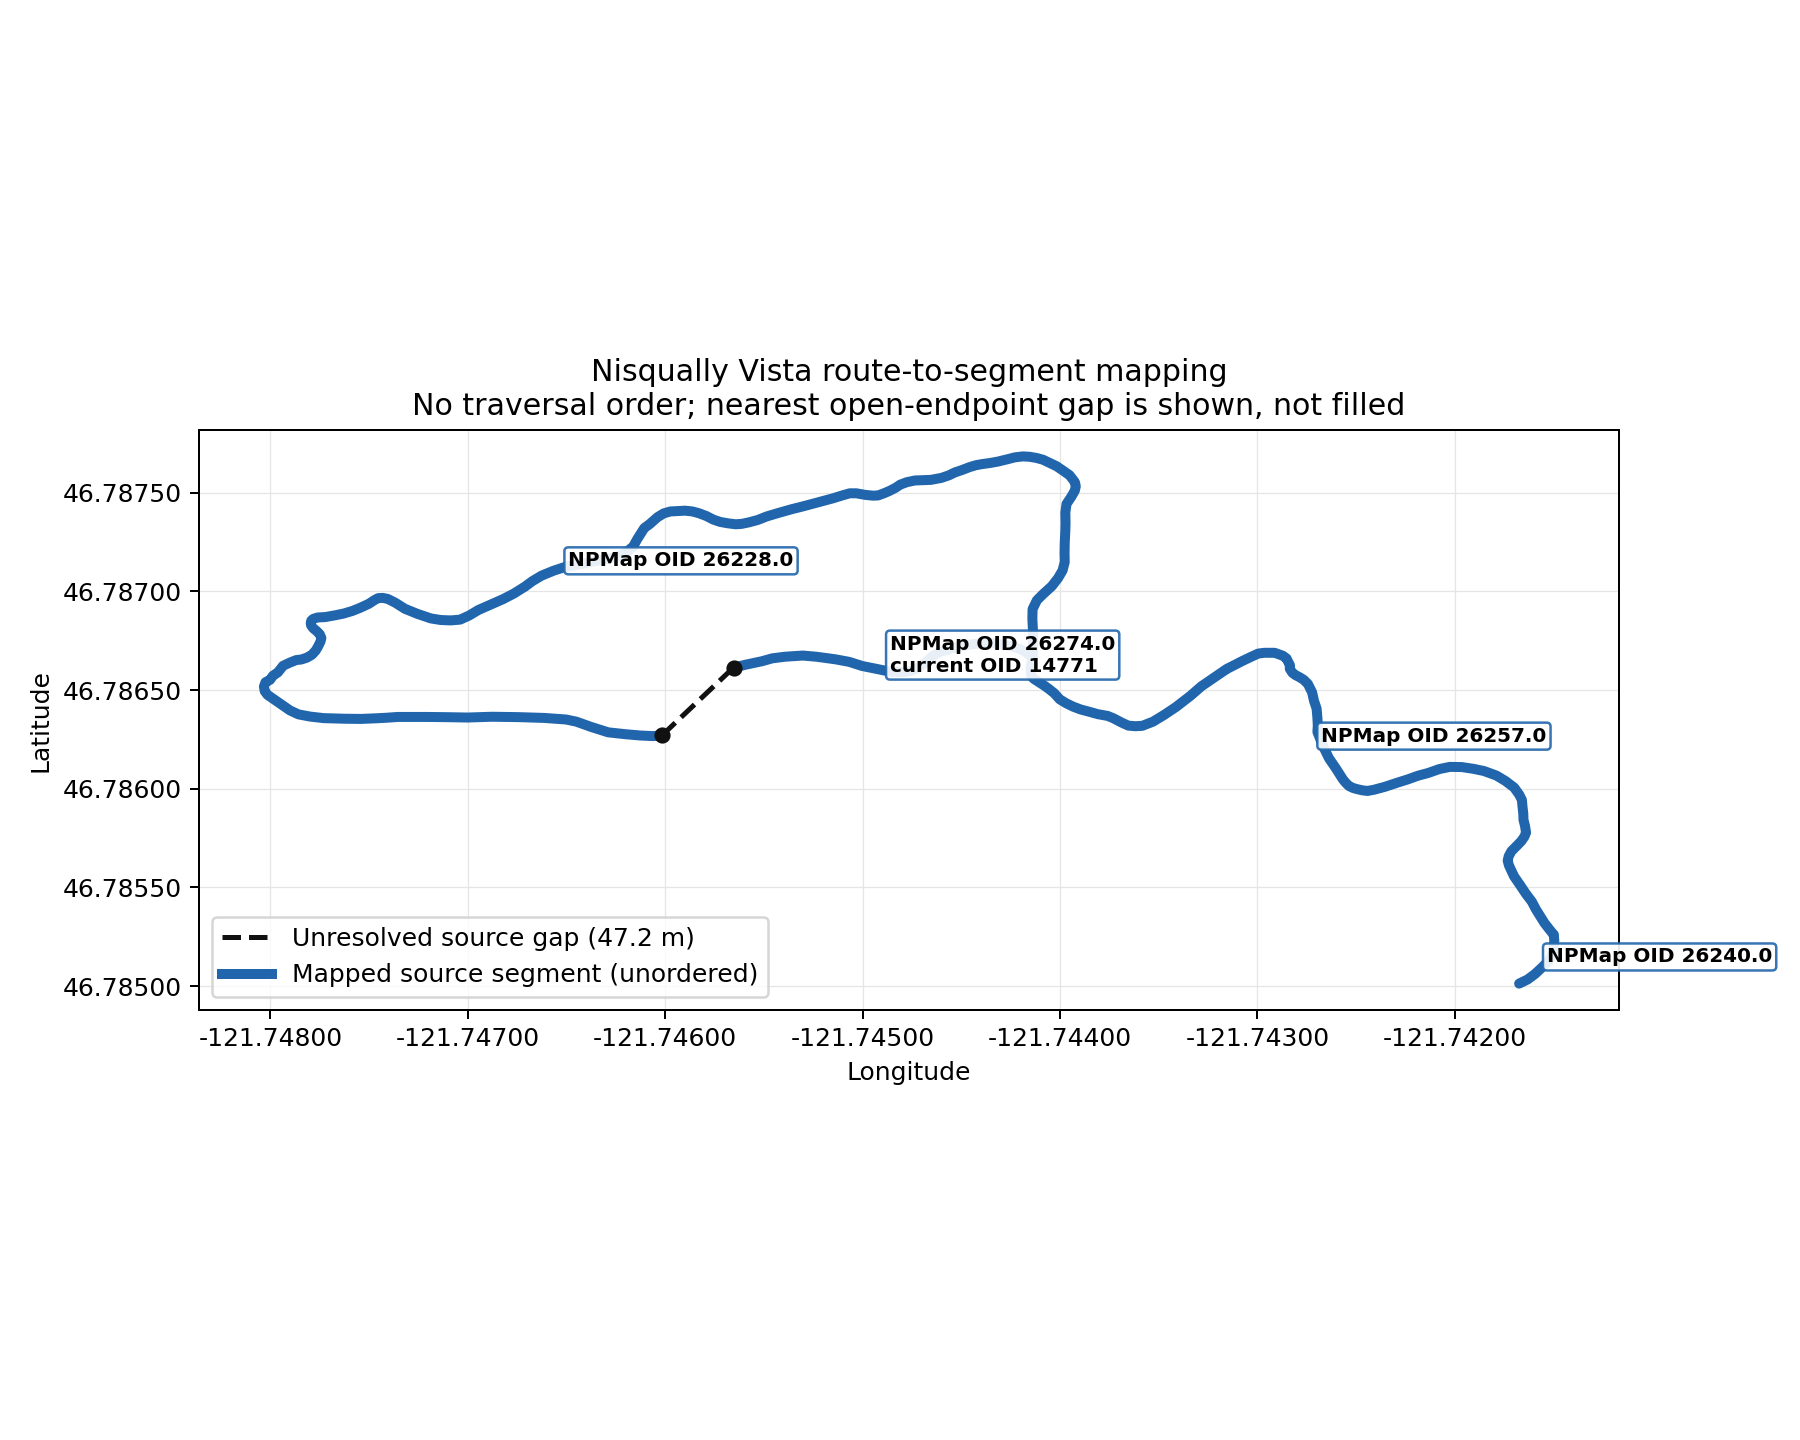 Nisqually Vista route-to-segment mapping
No traversal order; nearest open-endpoint gap is shown, not filled
46.78750
46.78700
46.78650
46.78600
46.78550
46.78500
Latitude
NPMap OID 26228.0
NPMap OID 26274.0
current OID 14771
NPMap OID 26257.0
NPMap OID 26240.0
Unresolved source gap (47.2 m)
Mapped source segment (unordered)
-121.74800 -121.74700 -121.74600 -121.74500 -121.74400 -121.74300 -121.74200
Longitude